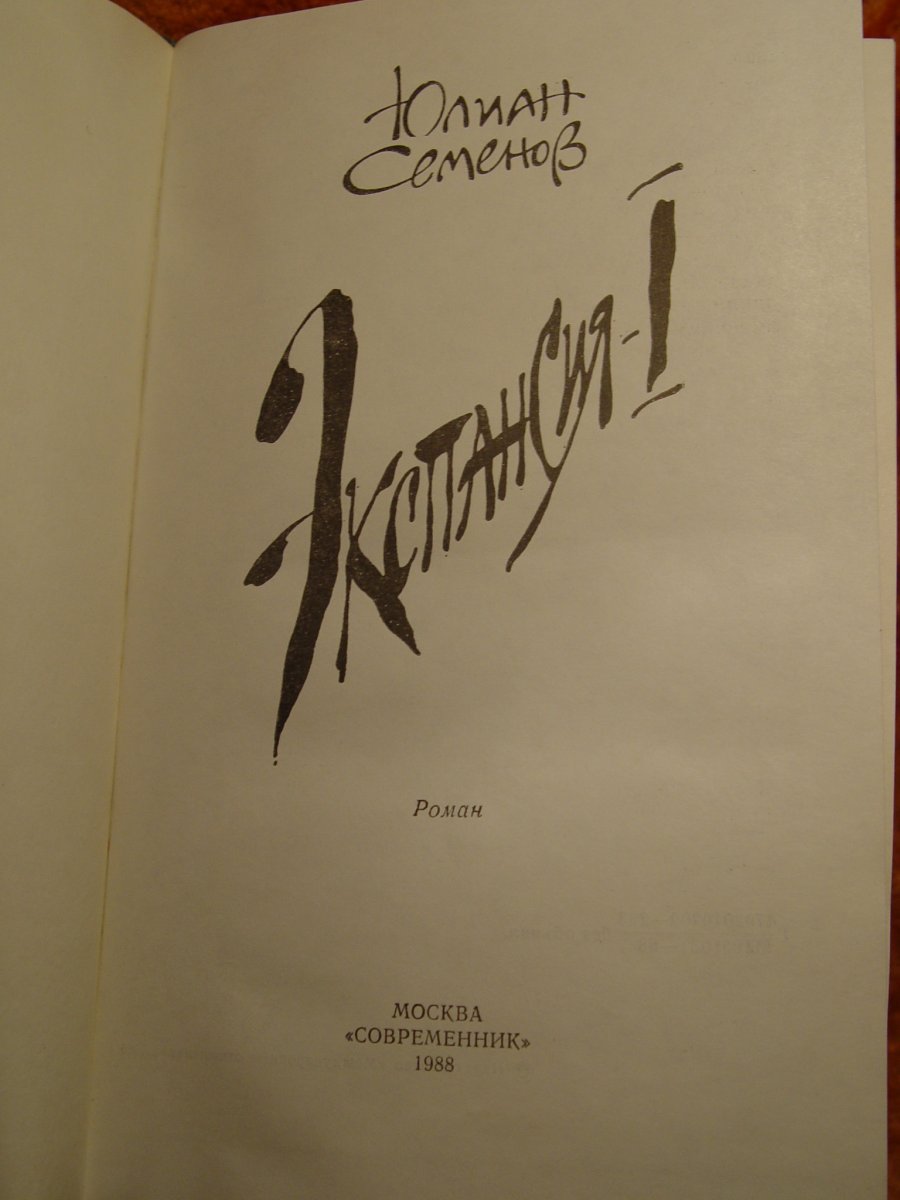 Юлиан
Семенов
Экспансия-I
Роман
МОСКВА
«СОВРЕМЕННИК»
1988